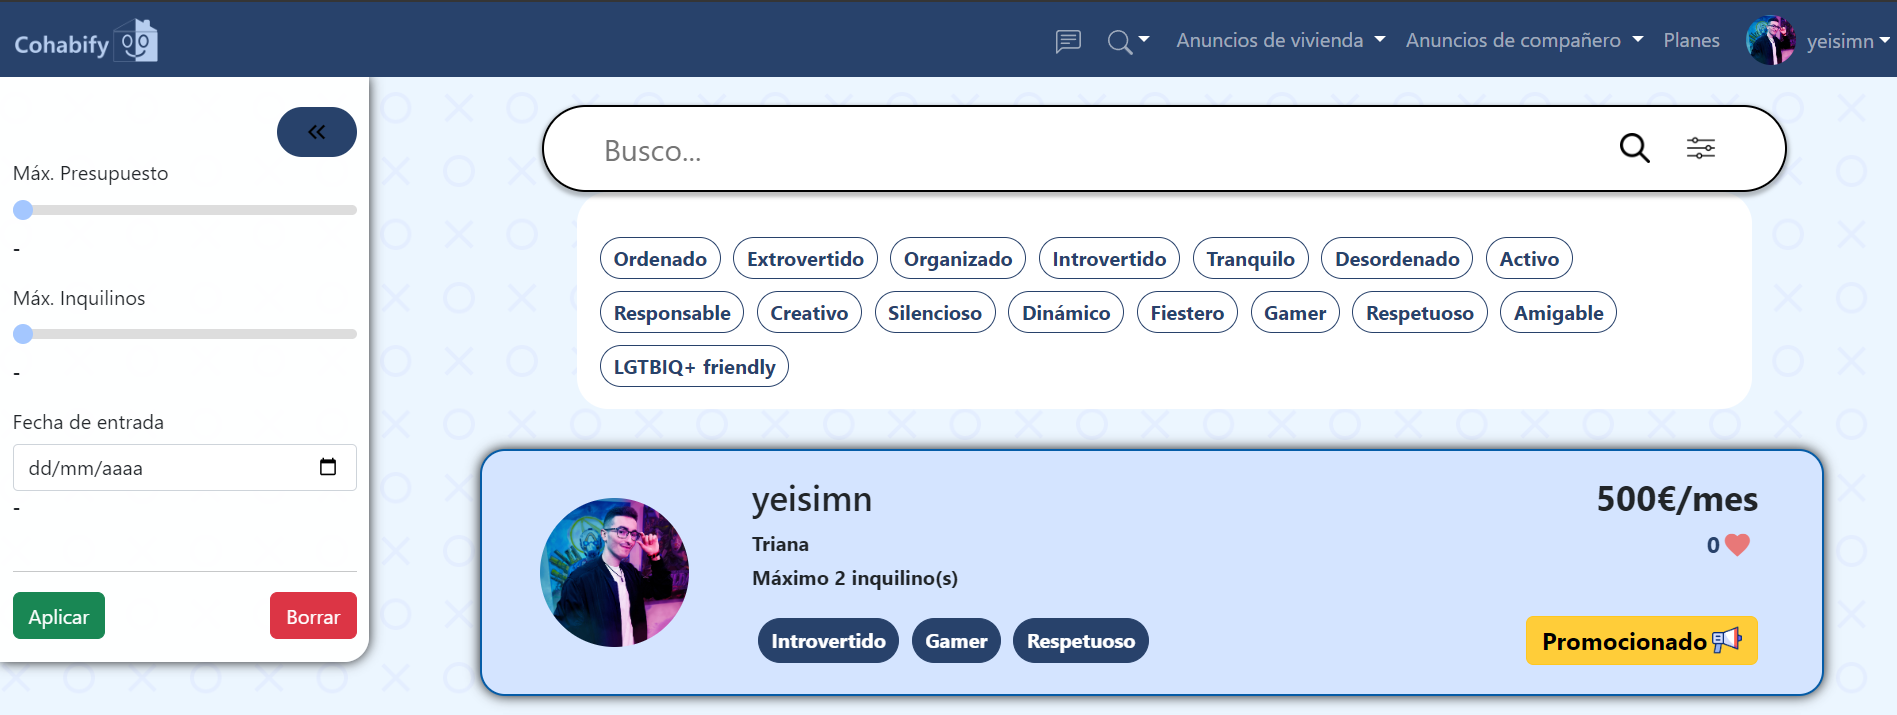 Cohabify
Anuncios de vivienda
Anuncios de compañero
Planes
yeisimn
Máx. Presupuesto
-
Máx. Inquilinos
-
Fecha de entrada
dd/mm/aaaa
-
Aplicar
Borrar
Busco...
Ordenado Extrovertido Organizado Introvertido Tranquilo Desordenado Activo
Responsable Creativo Silencioso Dinámico Fiestero Gamer Respetuoso Amigable
LGTBIQ+ friendly
yeisimn
500€/mes
Triana
0
Máximo 2 inquilino(s)
Introvertido Gamer Respetuoso
Promocionado